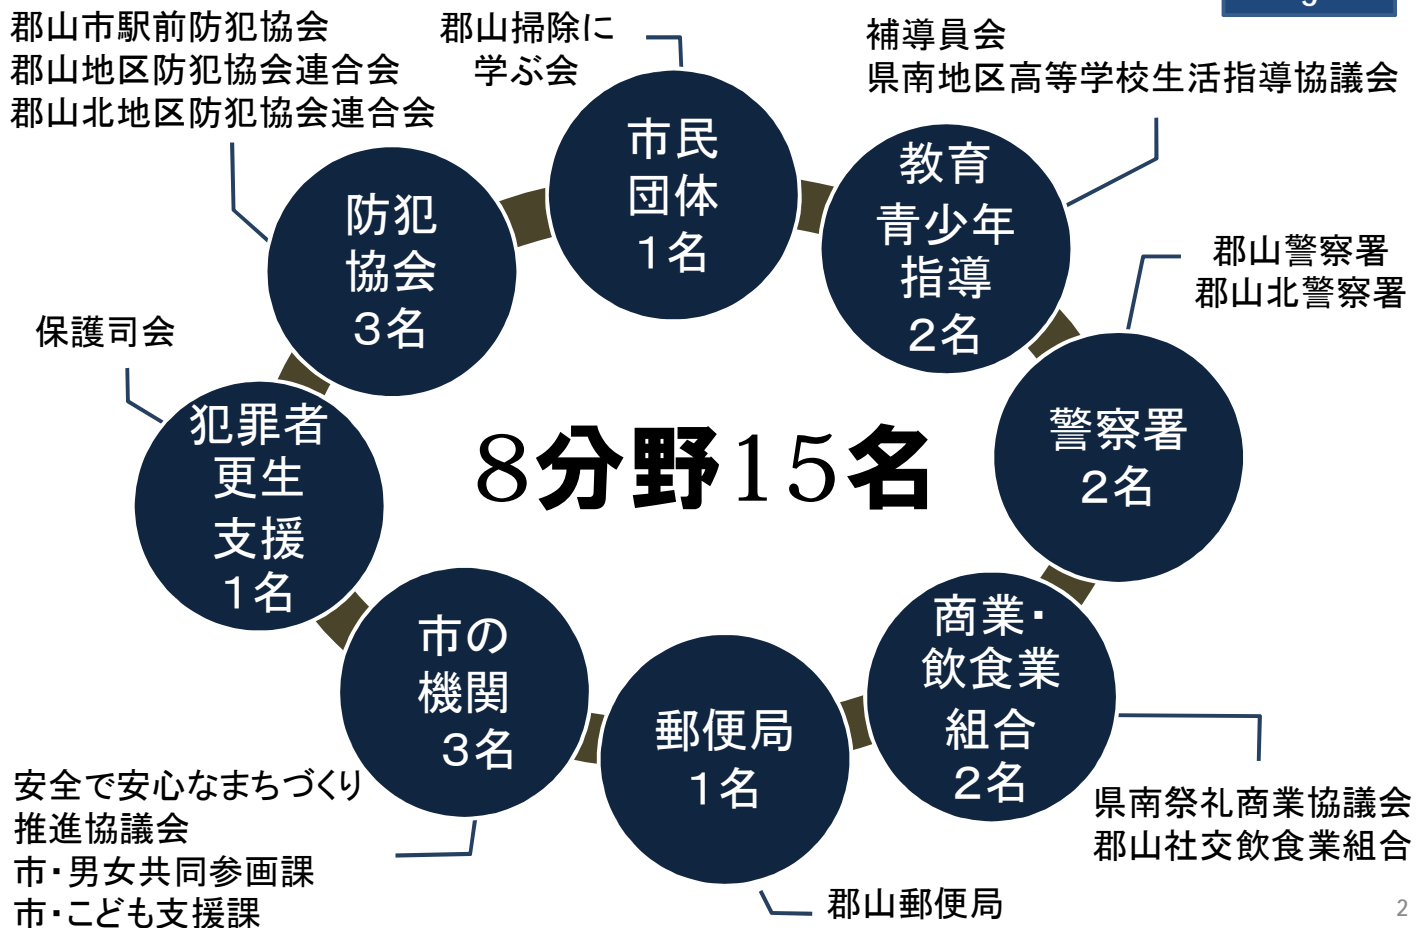 郡山市駅前防犯協会
郡山地区防犯協会連合会
郡山北地区防犯協会連合会
郡山掃除に
学ぶ会
補導員会
県南地区高等学校生活指導協議会
市民
団体
1名
教育
青少年
指導
2名
防犯
協会
3名
郡山警察署
郡山北警察署
保護司会
警察署
2名
犯罪者
更生
支援
1名
8分野15名
商業・
飲食業
組合
2名
市の
機関
3名
郵便局
1名
安全で安心なまちづくり
推進協議会
市・男女共同参画課
市・こども支援課
県南祭礼商業協議会
郡山社交飲食業組合
郡山郵便局
2